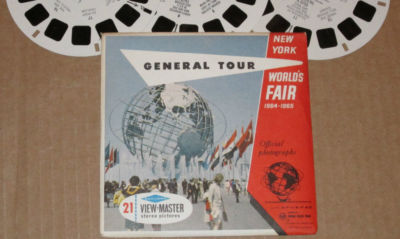 GENERAL TOUR
NEW
YORK
WORLD'S
FAIR
1964-1965
Official
photographs
21
VIEW-MASTER
stereo pictures